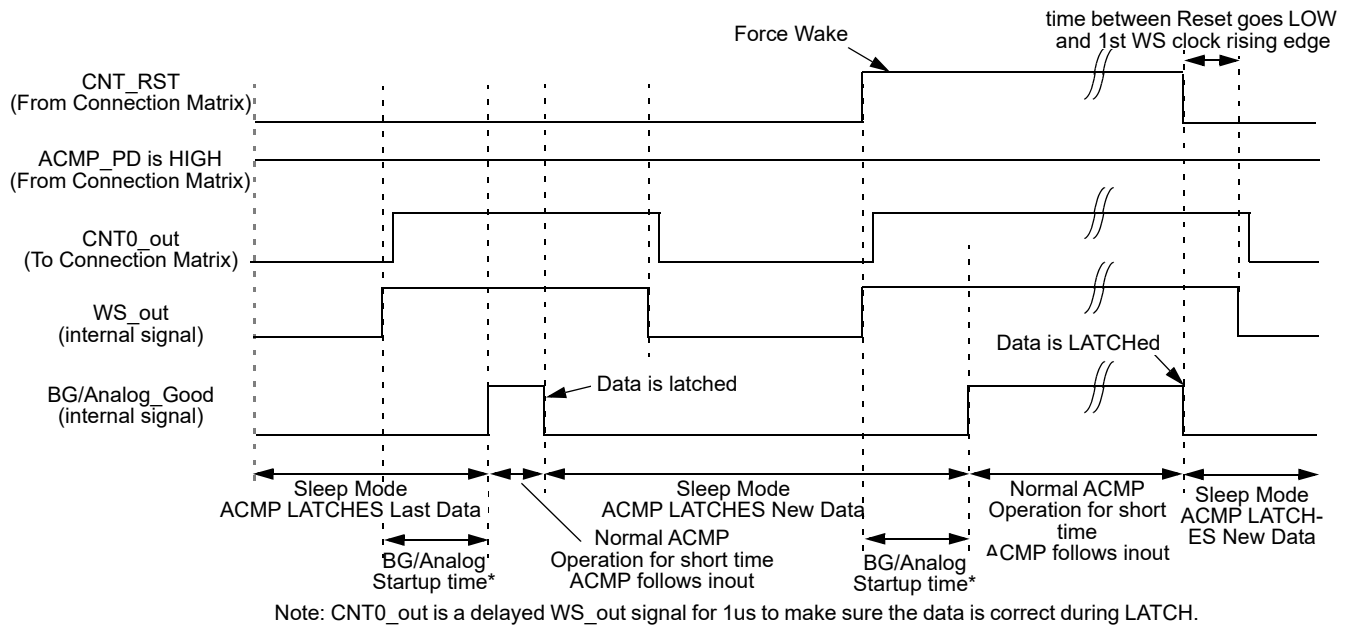 time between Reset goes LOW
and 1st WS clock rising edge
Force Wake
CNT_RST
(From Connection Matrix)
ACMP_PD is HIGH
(From Connection Matrix)
CNT0_out
(To Connection Matrix)
WS_out
(internal signal)
Data is LATCHed
BG/Analog_Good
(internal signal)
Data is latched
Sleep Mode
ACMP LATCHES Last Data
Sleep Mode
ACMP LATCHES New Data
Normal ACMP
Operation for short
time
ACMP follows inout
Sleep Mode
ACMP LATCH-
ES New Data
BG/Analog
Startup time*
Normal ACMP
Operation for short time
ACMP follows inout
BG/Analog
Startup time*
Note: CNT0_out is a delayed WS_out signal for 1us to make sure the data is correct during LATCH.